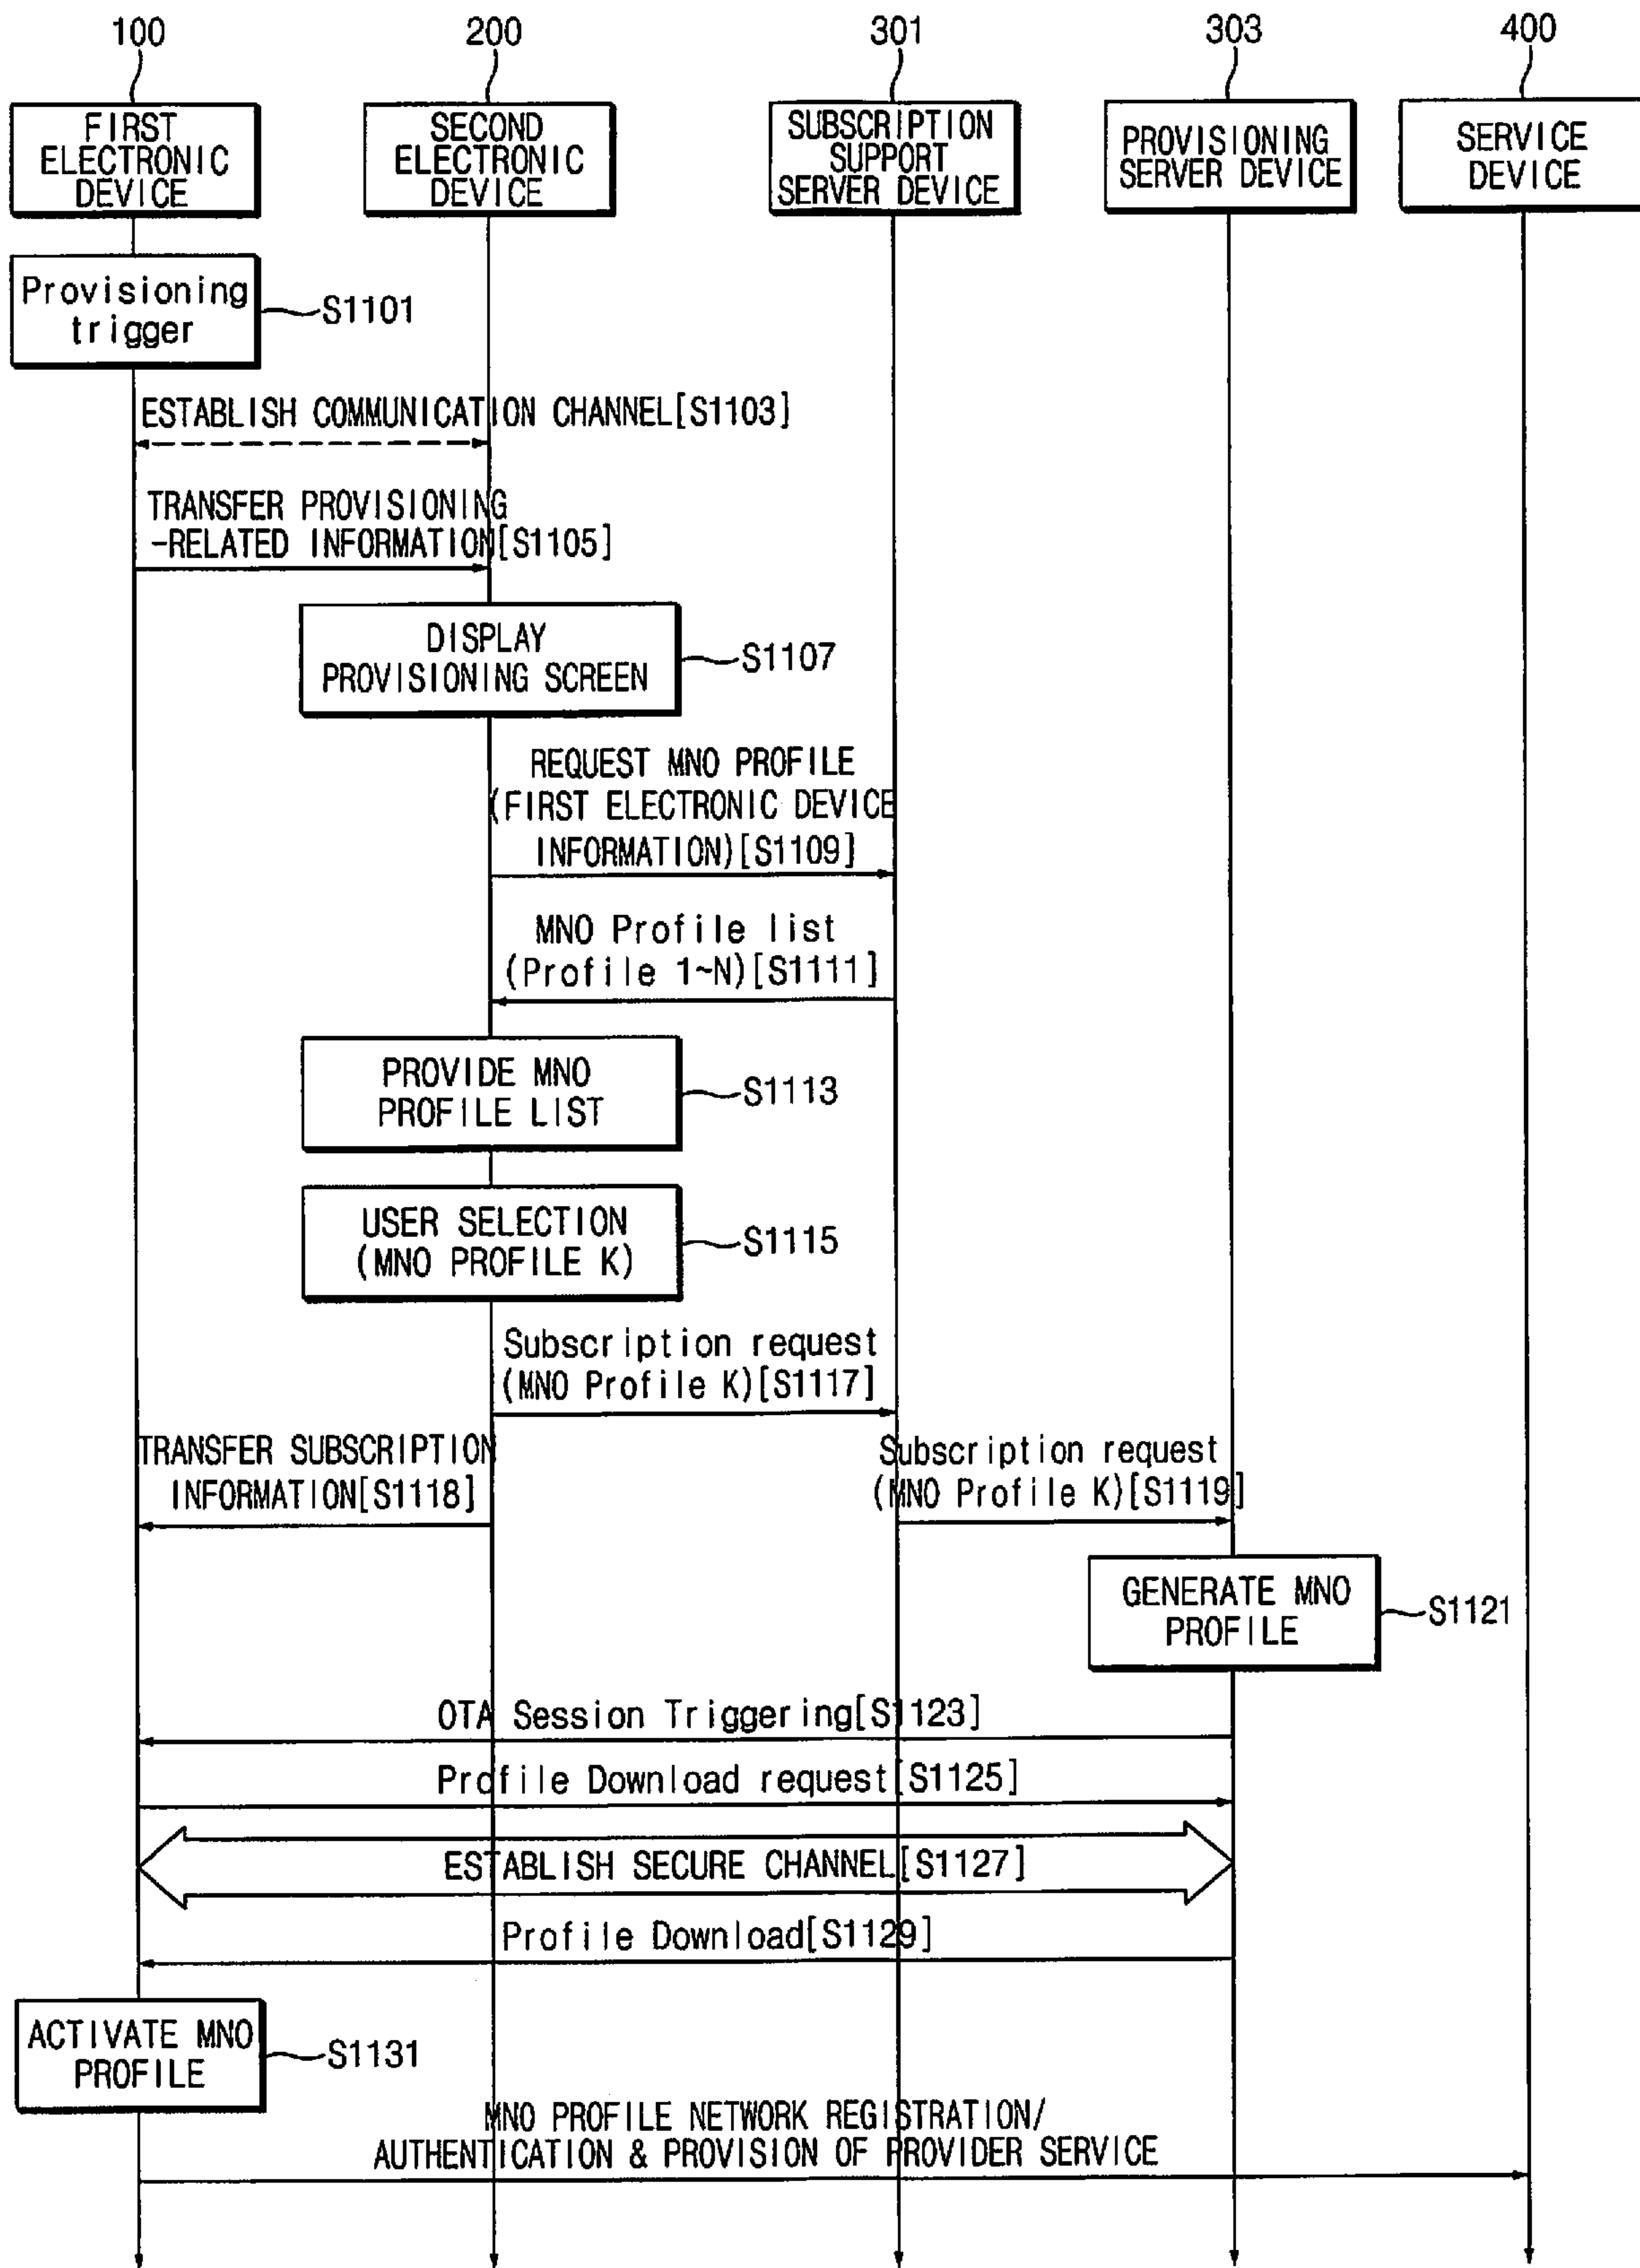 100
200
301
303
400
FIRST
ELECTRONIC
DEVICE
SECOND
ELECTRONIC
DEVICE
SUBSCRIPTION
SUPPORT
SERVER DEVICE
PROVISIONING
SERVER DEVICE
SERVICE
DEVICE
Provisioning
trigger
S1101
ESTABLISH COMMUNICATION CHANNEL[S1103]
TRANSFER PROVISIONING
-RELATED INFORMATION[S1105]
DISPLAY
PROVISIONING SCREEN
S1107
REQUEST MNO PROFILE
(FIRST ELECTRONIC DEVICE
INFORMATION)[S1109]
MNO Profile list
(Profile 1~N)[S1111]
PROVIDE MNO
PROFILE LIST
S1113
USER SELECTION
(MNO PROFILE K)
S1115
Subscription request
(MNO Profile K)[S1117]
TRANSFER SUBSCRIPTION
INFORMATION[S1118]
Subscription request
(MNO Profile K)[S1119]
GENERATE MNO
PROFILE
S1121
OTA Session Triggering[S1123]
Profile Download request[S1125]
ESTABLISH SECURE CHANNEL[S1127]
Profile Download[S1129]
ACTIVATE MNO
PROFILE
S1131
MNO PROFILE NETWORK REGISTRATION/
AUTHENTICATION & PROVISION OF PROVIDER SERVICE